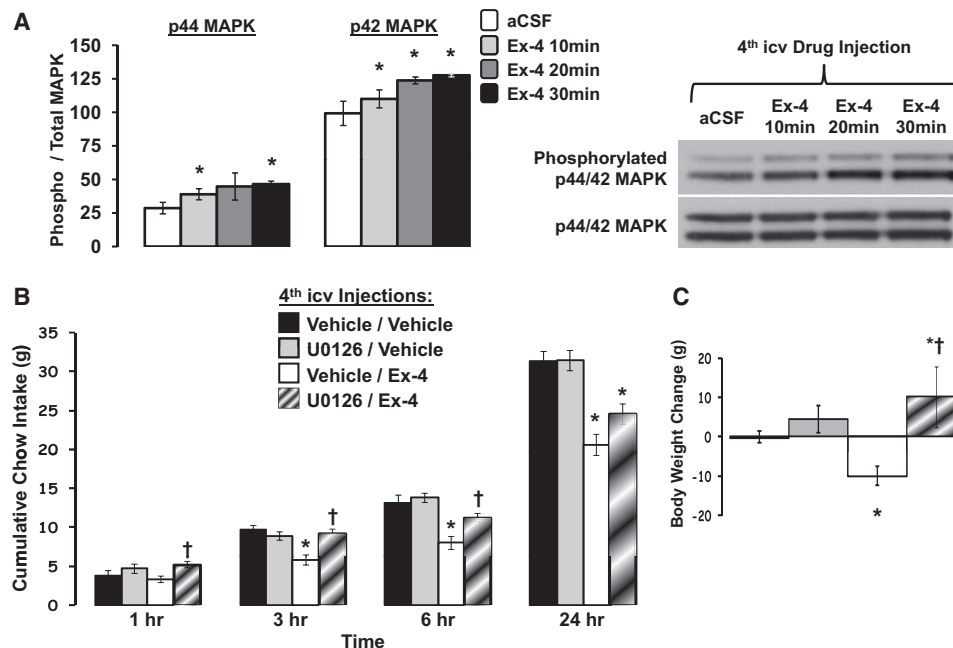 A
p44 MAPK
p42 MAPK
aCSF
Ex-4 10min
Ex-4 20min
Ex-4 30min
Phospho / Total MAPK
150
125
100
75
50
25
0
*
*
*
*
*
4th icv Drug Injection
aCSF
Ex-4 10min
Ex-4 20min
Ex-4 30min
Phosphorylated
p44/42 MAPK
p44/42 MAPK
B
4th icv Injections:
Vehicle / Vehicle
U0126 / Vehicle
Vehicle / Ex-4
U0126 / Ex-4
Cumulative Chow Intake (g)
35
30
25
20
15
10
5
0
†
*
†
*
†
*
*
1 hr
3 hr
6 hr
24 hr
Time
C
Body Weight Change (g)
20
10
0
-10
-20
*
*†